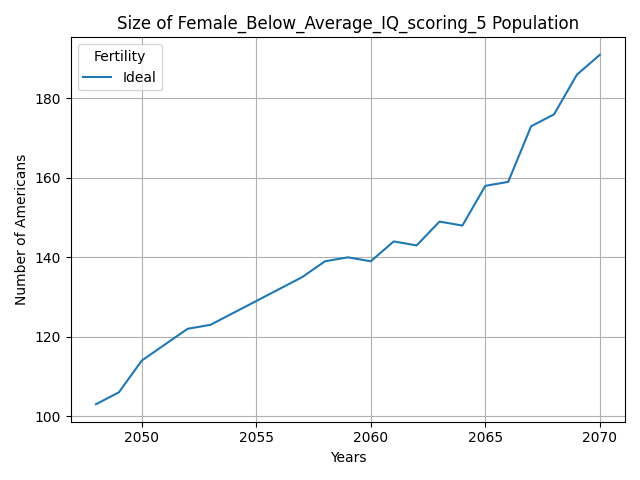 Size of Female_Below_Average_IQ_scoring_5 Population
Fertility
Ideal
Number of Americans
180
160
140
120
100
2050 2055 2060 2065 2070
Years